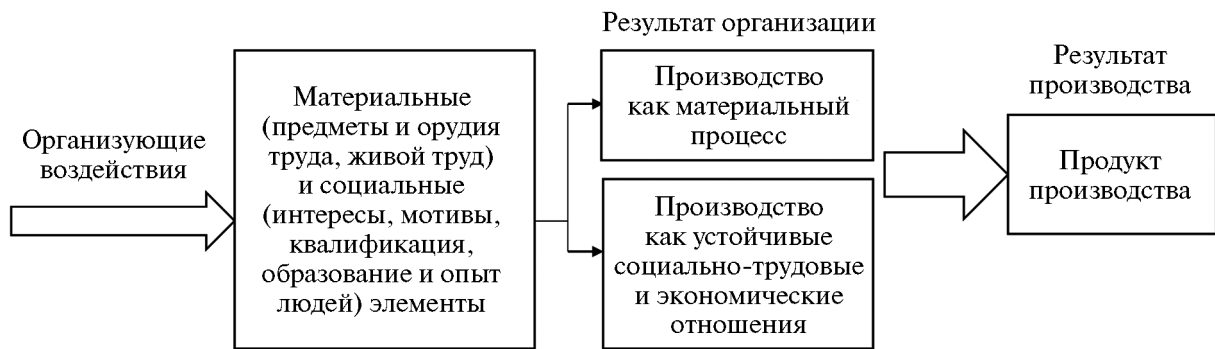 Организующие
воздействия
Материальные
(предметы и орудия
труда, живой труд)
и социальные
(интересы, мотивы,
квалификация,
образование и опыт
людей) элементы
Результат организации
Производство
как материальный
процесс
Производство
как устойчивые
социально-трудовые
и экономические
отношения
Результат
производства
Продукт
производства